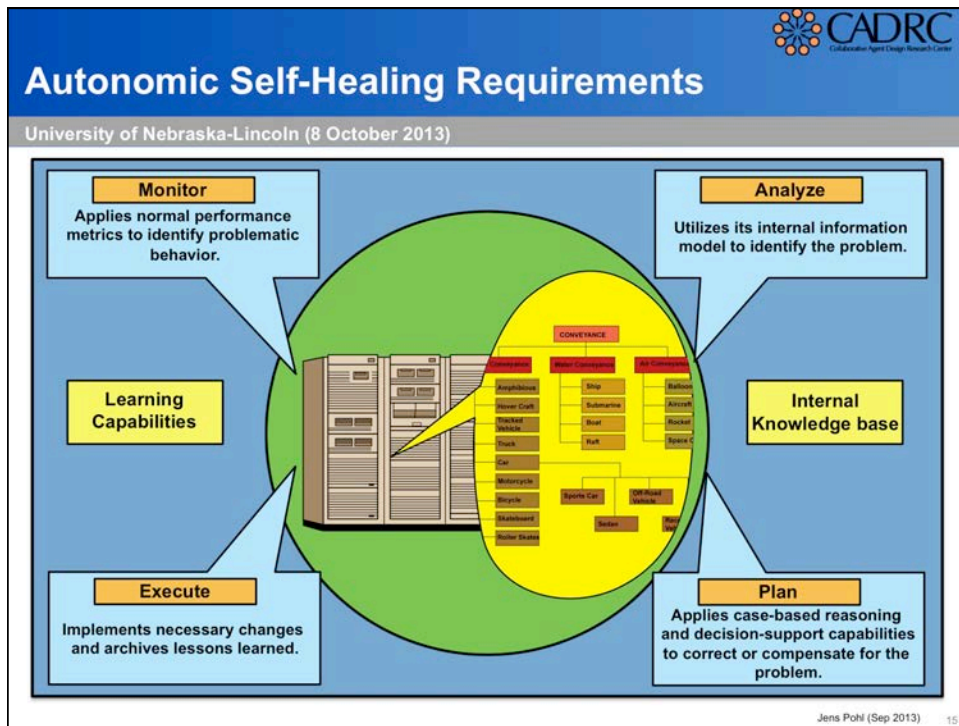 CADRC
Collaborative Agent Design Research Center
Autonomic Self-Healing Requirements
University of Nebraska-Lincoln (8 October 2013)
Monitor
Applies normal performance
metrics to identify problematic
behavior.
Analyze
Utilizes its internal information
model to identify the problem.
Learning
Capabilities
Internal
Knowledge base
CONVEYANCE
Conveyance
Water Conveyance
Air Conveyance
Amphibious
Hover Craft
Tracked
Vehicle
Truck
Car
Motorcycle
Bicycle
Skateboard
Roller Skates
Ship
Submarine
Boat
Raft
Balloon
Aircraft
Rocket
Space C
Sports Car
Off-Road
Vehicle
Sedan
Execute
Implements necessary changes
and archives lessons learned.
Plan
Applies case-based reasoning
and decision-support capabilities
to correct or compensate for the
problem.
Jens Pohl (Sep 2013)
15